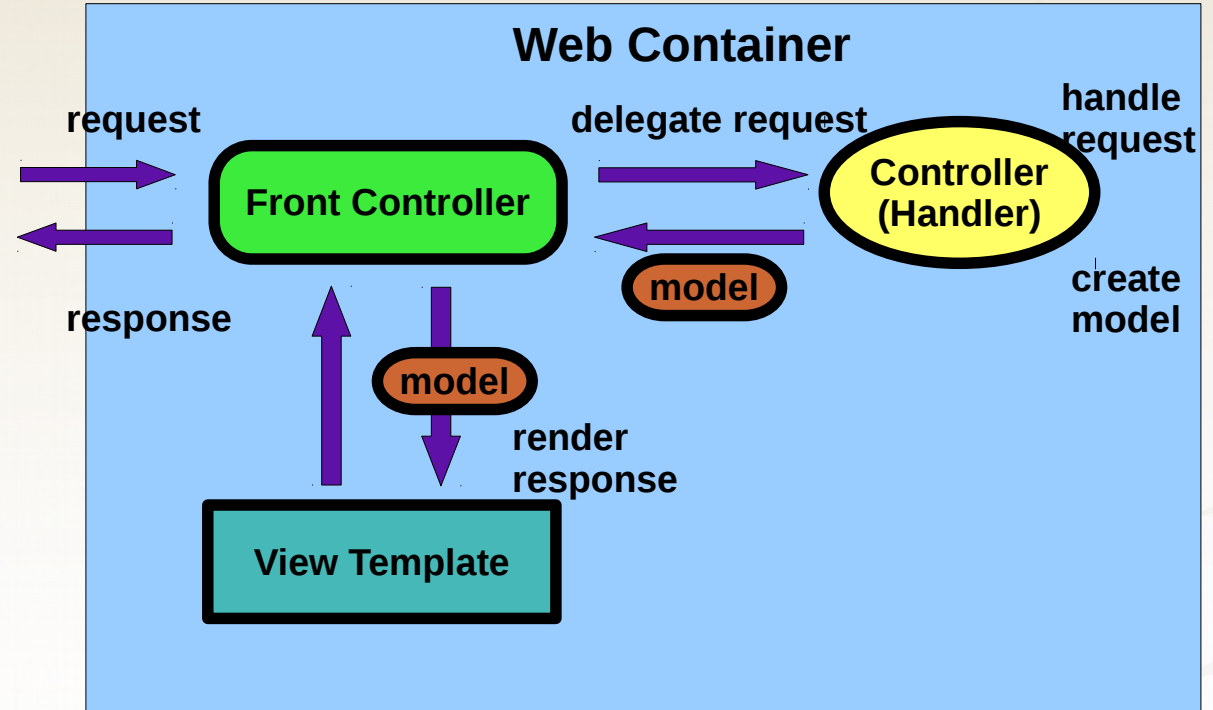 Web Container
request
delegate request
handle
request
Front Controller
Controller
(Handler)
model
create
model
response
model
render
response
View Template